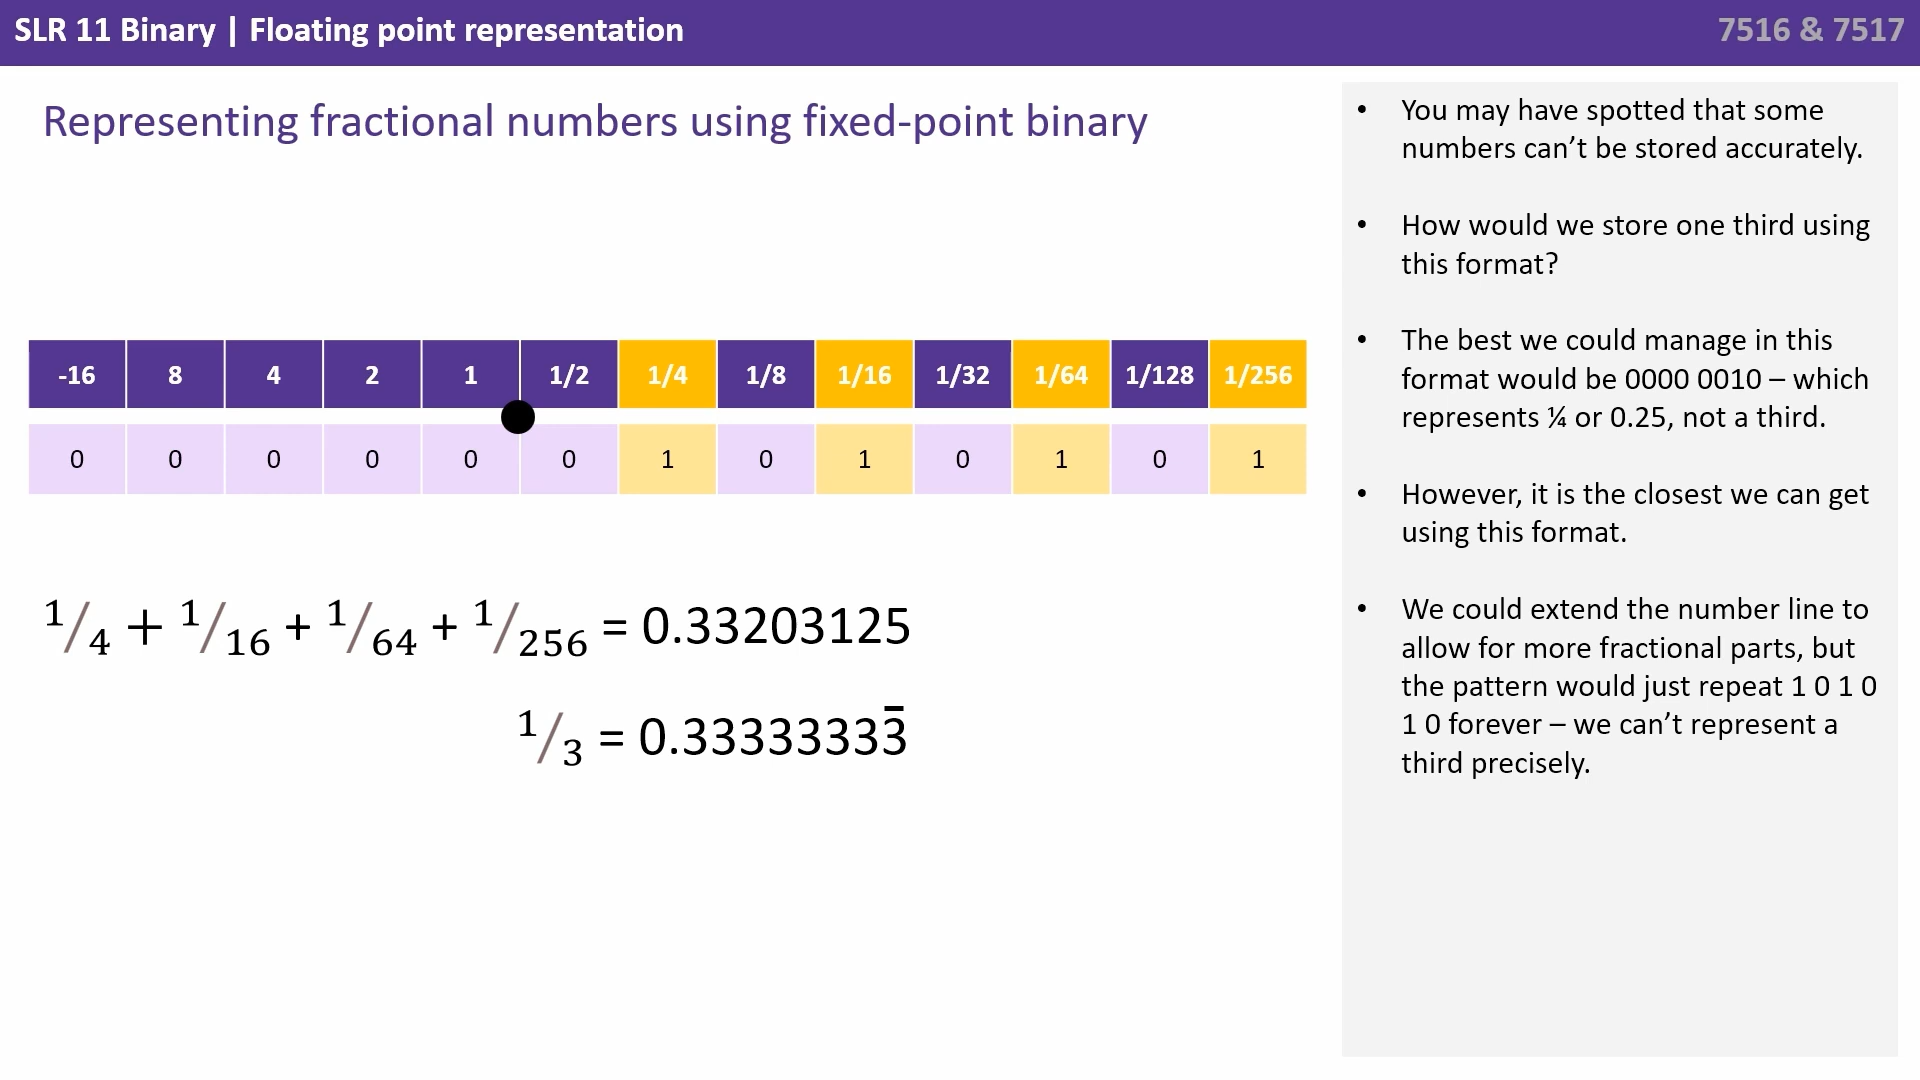 SLR 11 Binary | Floating point representation
7516 & 7517
Representing fractional numbers using fixed-point binary
-16 8 4 2 1 1/2 1/4 1/8 1/16 1/32 1/64 1/128 1/256
0 0 0 0 0 0 1 0 1 0 1 0 1
1/4 + 1/16 + 1/64 + 1/256 = 0.33203125
1/3 = 0.33333333̅
• You may have spotted that some
numbers can’t be stored accurately.
• How would we store one third using
this format?
• The best we could manage in this
format would be 0000 0010 – which
represents ¼ or 0.25, not a third.
• However, it is the closest we can get
using this format.
• We could extend the number line to
allow for more fractional parts, but
the pattern would just repeat 1 0 1 0
1 0 forever – we can’t represent a
third precisely.